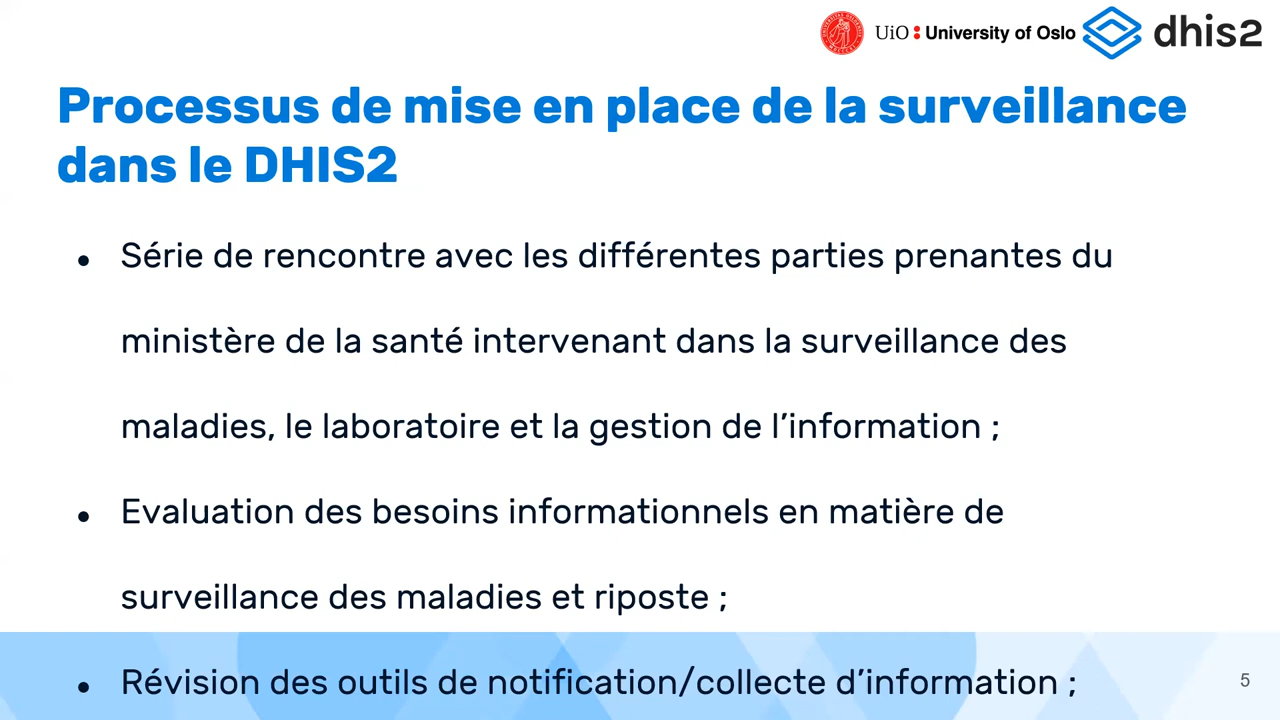 UiO : University of Oslo dhis2
Processus de mise en place de la surveillance
dans le DHIS2
● Série de rencontre avec les différentes parties prenantes du
ministère de la santé intervenant dans la surveillance des
maladies, le laboratoire et la gestion de l’information ;
● Evaluation des besoins informationnels en matière de
surveillance des maladies et riposte ;
● Révision des outils de notification/collecte d’information ;
5